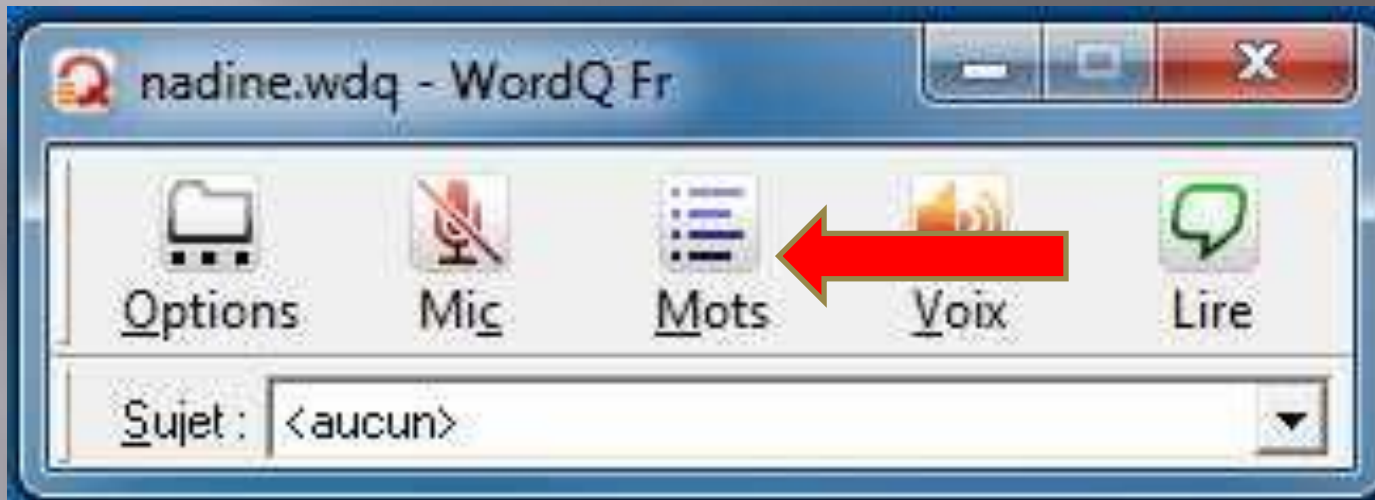 nadine.wdq - WordQ Fr
Options Mic Mots Voix Lire
Sujet : <aucun>